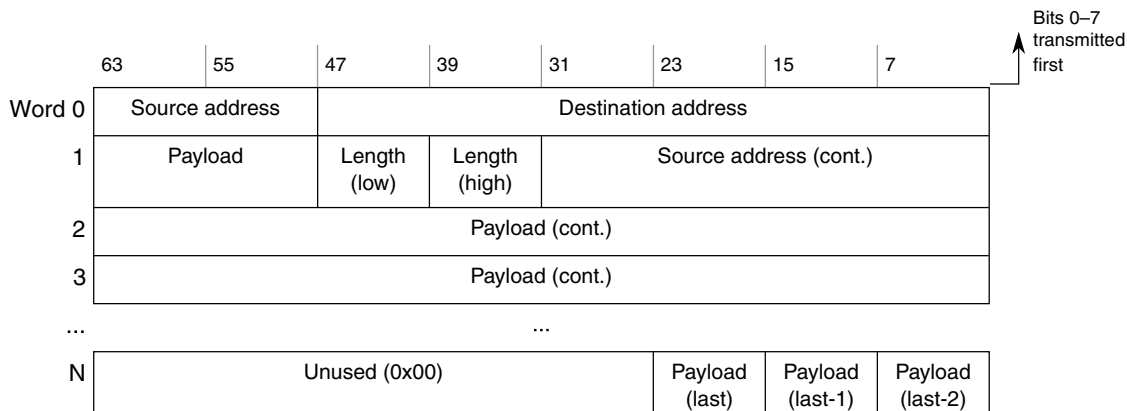 Bits 0–7
transmitted
first
63 55 47 39 31 23 15 7
Word 0 Source address Destination address
1 Payload Length (low) Length (high) Source address (cont.)
2 Payload (cont.)
3 Payload (cont.)
... ...
N Unused (0x00) Payload (last) Payload (last-1) Payload (last-2)